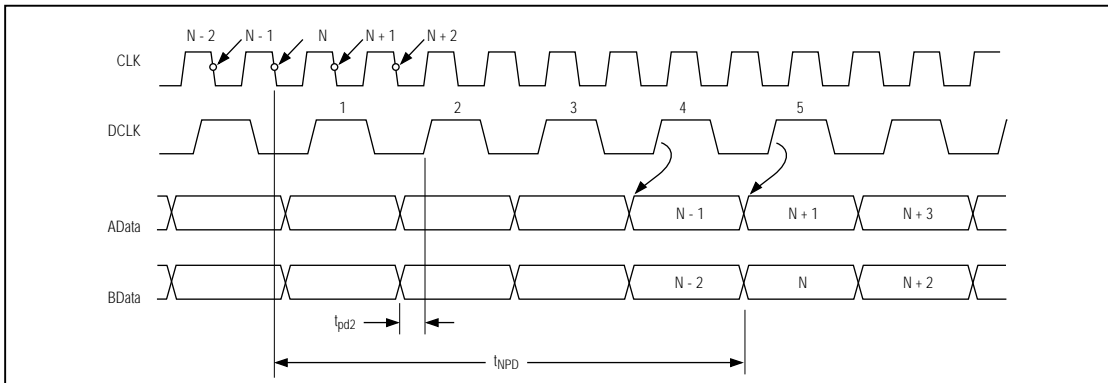 N - 2 N - 1 N N + 1 N + 2
CLK
1 2 3 4 5
DCLK
AData N - 1 N + 1 N + 3
BData N - 2 N N + 2
tpd2
tNPD